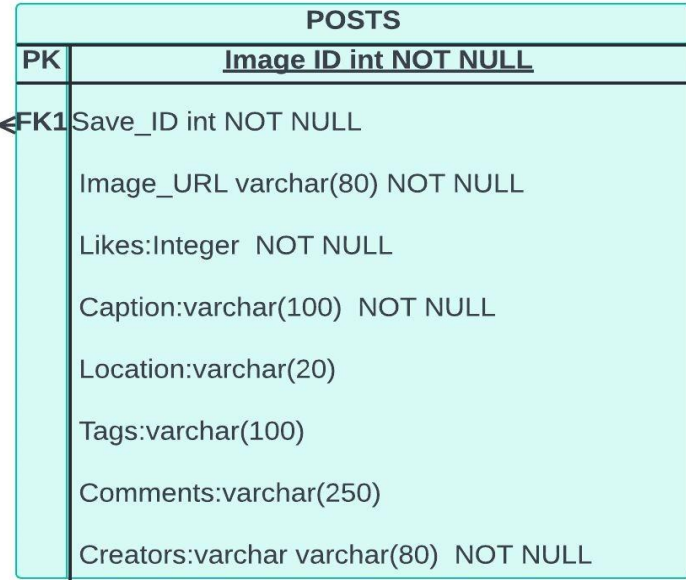 POSTS
PK Image ID int NOT NULL
FK1 Save_ID int NOT NULL
Image_URL varchar(80) NOT NULL
Likes:Integer NOT NULL
Caption:varchar(100) NOT NULL
Location:varchar(20)
Tags:varchar(100)
Comments:varchar(250)
Creators:varchar varchar(80) NOT NULL